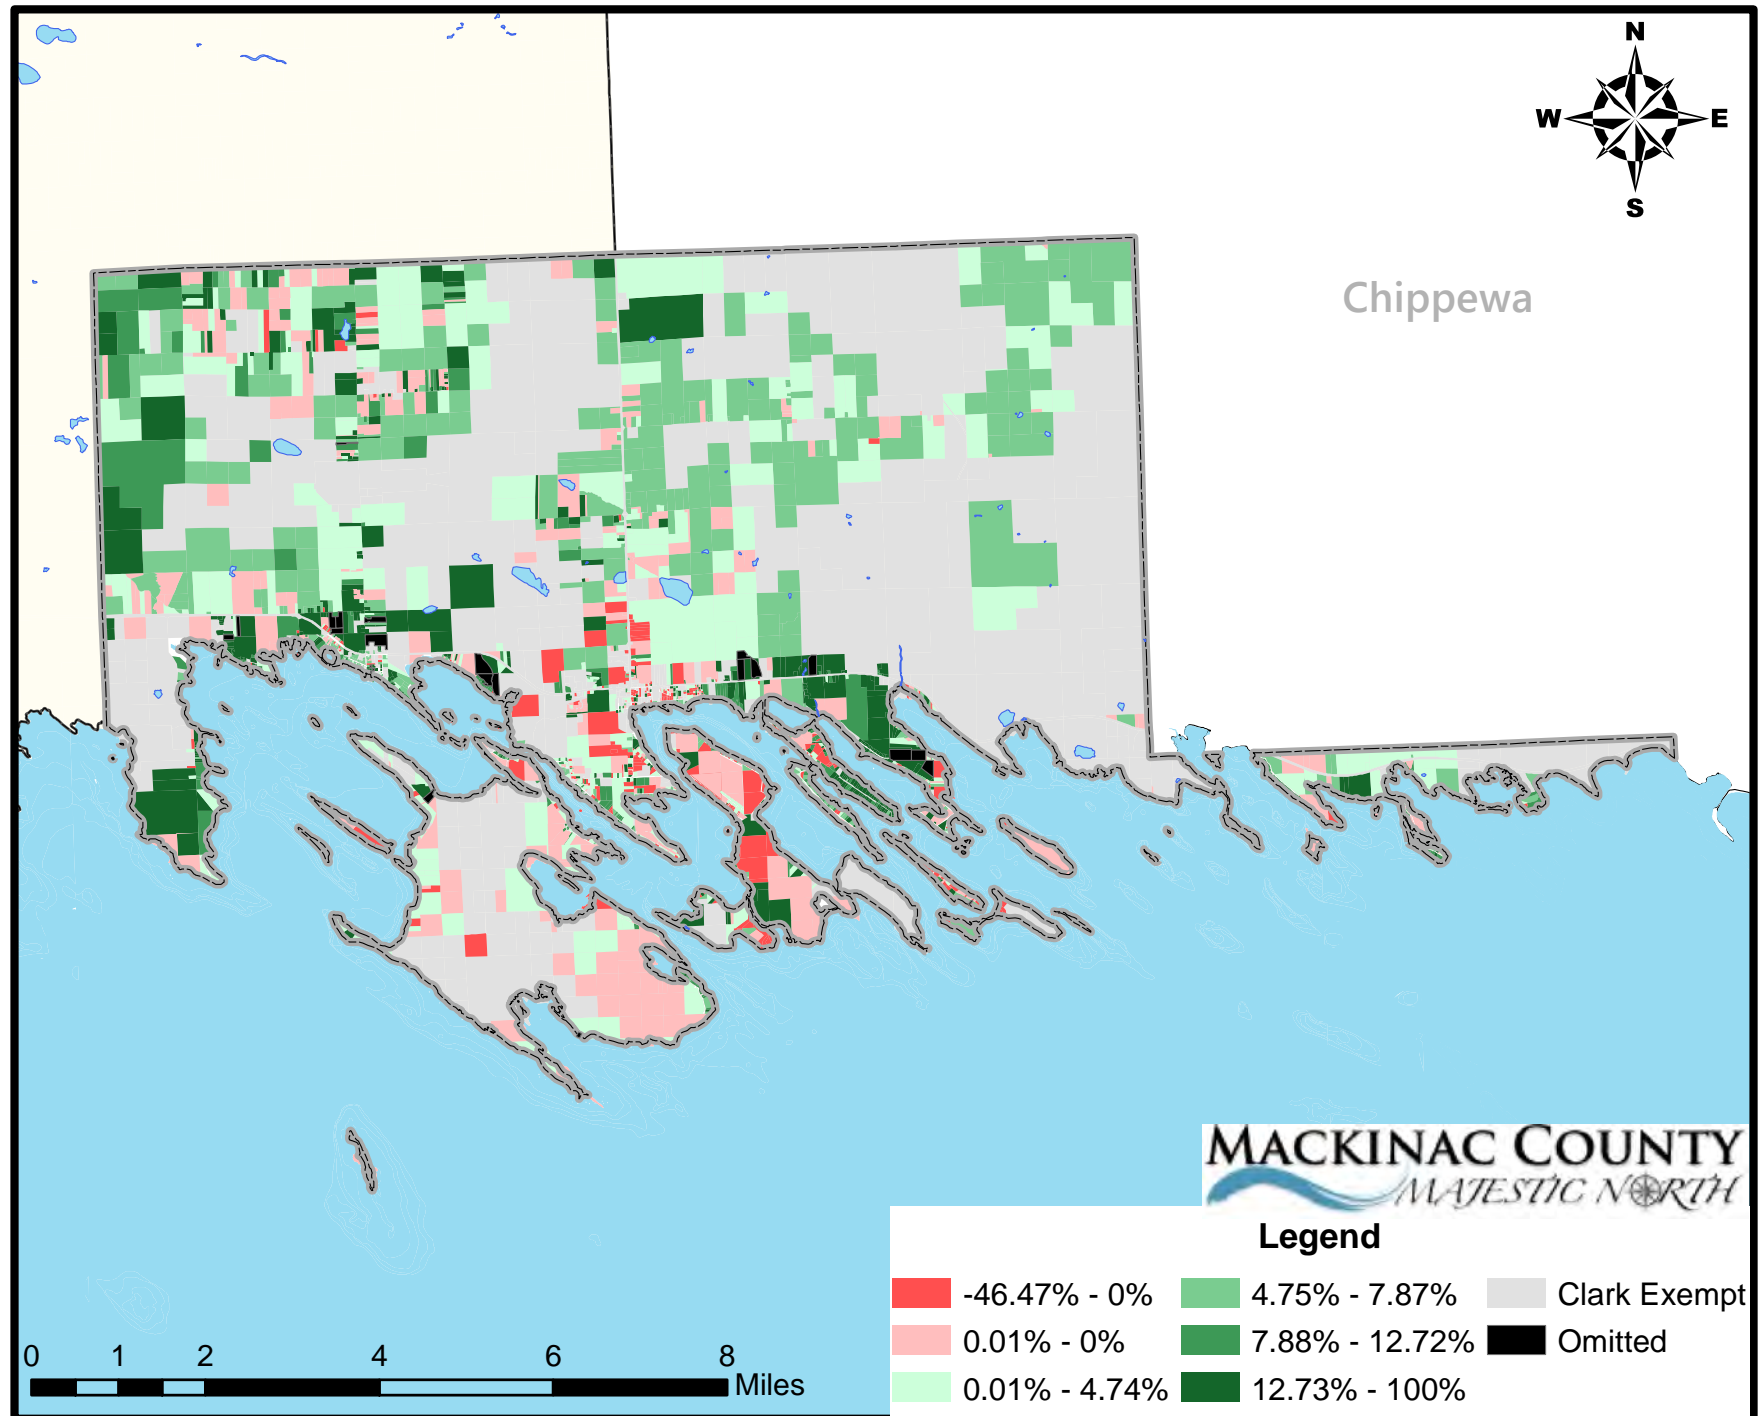 N
W E
S
Chippewa
MACKINAC COUNTY
MAJESTIC NORTH
Legend
-46.47% - 0% 4.75% - 7.87% Clark Exempt
0.01% - 0% 7.88% - 12.72% Omitted
0.01% - 4.74% 12.73% - 100%
0 1 2 4 6 8
Miles